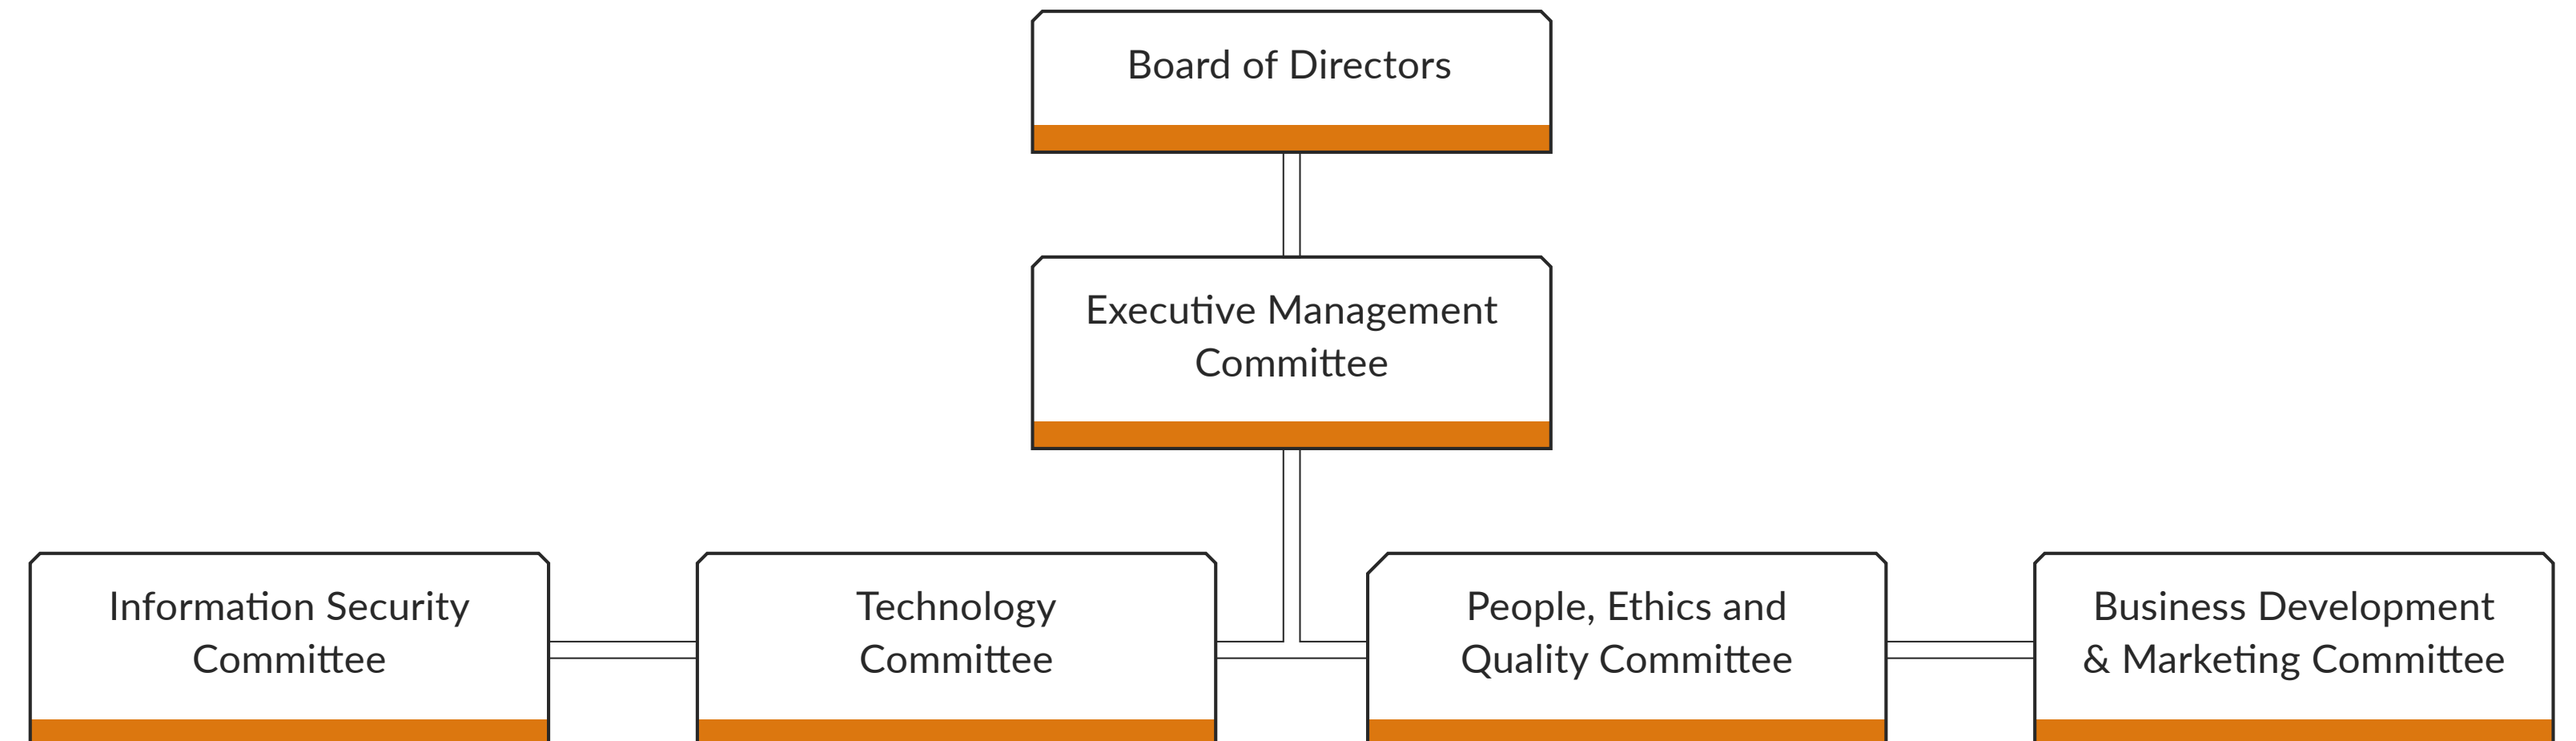 Board of Directors
Executive Management
Committee
Information Security
Committee
Technology
Committee
People, Ethics and
Quality Committee
Business Development
& Marketing Committee